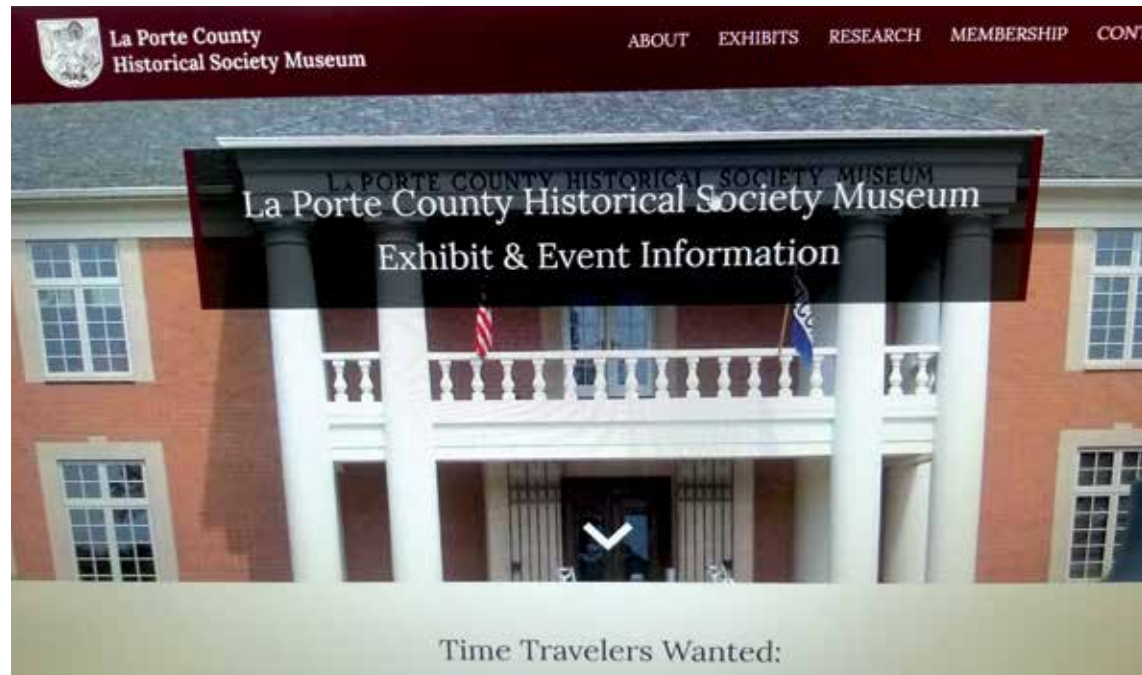 La Porte County
Historical Society Museum
ABOUT EXHIBITS RESEARCH MEMBERSHIP
LA PORTE COUNTY HISTORICAL SOCIETY MUSEUM
La Porte County Historical Society Museum
Exhibit & Event Information
Time Travelers Wanted: